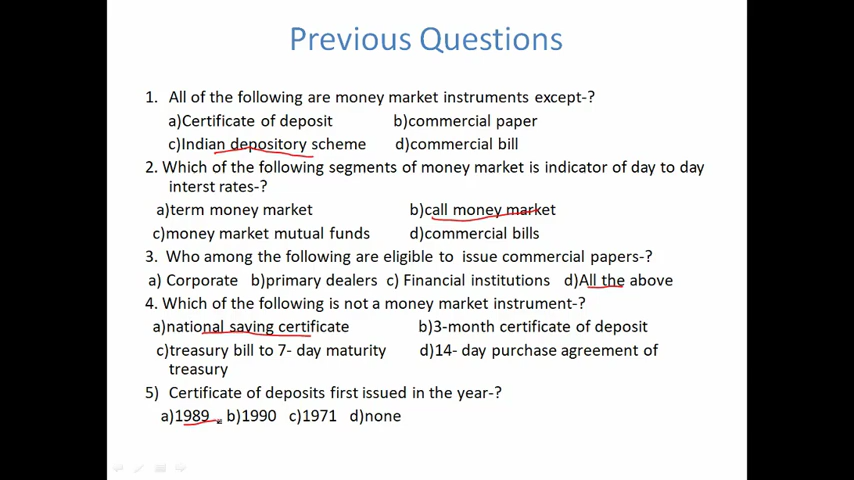 Previous Questions
1. All of the following are money market instruments except-?
a)Certificate of deposit b)commercial paper
c)Indian depository scheme d)commercial bill
2. Which of the following segments of money market is indicator of day to day
interst rates-?
a)term money market b)call money market
c)money market mutual funds d)commercial bills
3. Who among the following are eligible to issue commercial papers-?
a) Corporate b)primary dealers c) Financial institutions d)All the above
4. Which of the following is not a money market instrument-?
a)national saving certificate b)3-month certificate of deposit
c)treasury bill to 7- day maturity d)14- day purchase agreement of
treasury
5) Certificate of deposits first issued in the year-?
a)1989 b)1990 c)1971 d)none